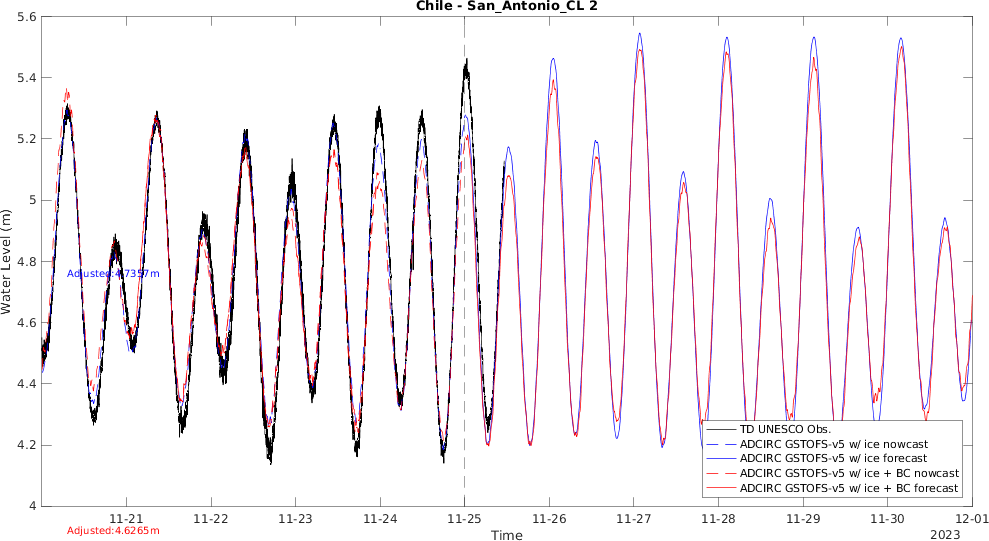 Chile - San_Antonio_CL 2
5.6
5.4
5.2
5
4.8
4.6
4.4
4.2
4
Water Level (m)
Adjusted:4.7357m
Adjusted:4.6265m
TD UNESCO Obs.
ADCIRC GSTOFS-v5 w/ ice nowcast
ADCIRC GSTOFS-v5 w/ ice forecast
ADCIRC GSTOFS-v5 w/ ice + BC nowcast
ADCIRC GSTOFS-v5 w/ ice + BC forecast
11-21 11-22 11-23 11-24 11-25 11-26 11-27 11-28 11-29 11-30 12-01
Time
2023